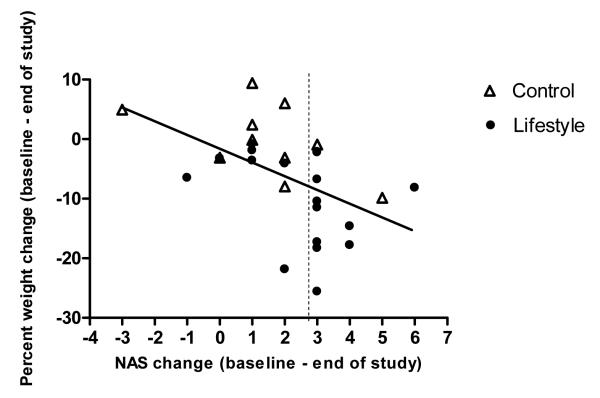 Percent weight change (baseline - end of study)
10
0
-10
-20
-30
-4 -3 -2 -1 0 1 2 3 4 5 6 7
NAS change (baseline - end of study)
Control
Lifestyle